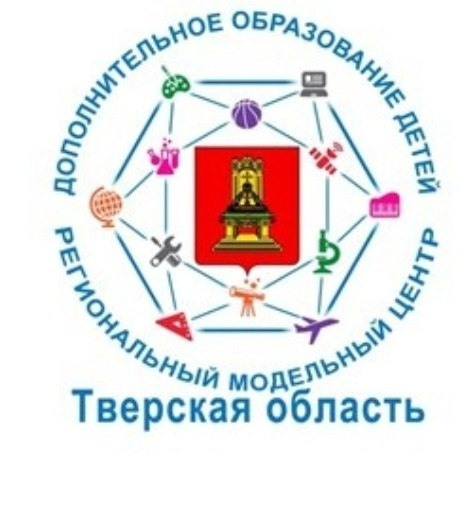 ДОПОЛНИТЕЛЬНОЕ ОБРАЗОВАНИЕ ДЕТЕЙ
РЕГИОНАЛЬНЫЙ МОДЕЛЬНЫЙ ЦЕНТР
Тверская область